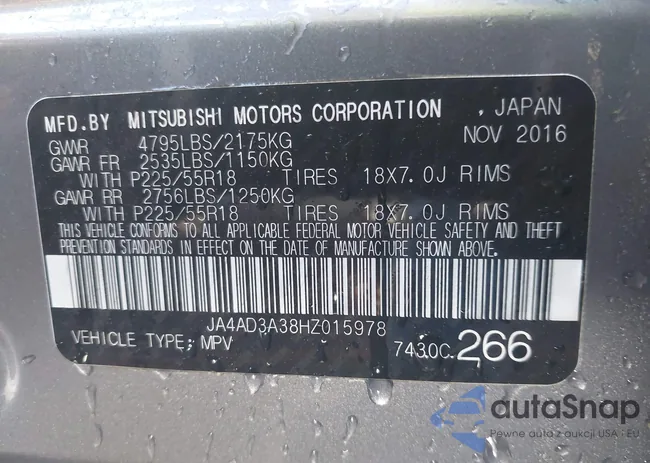 MFD.BY MITSUBISHI MOTORS CORPORATION , JAPAN
GVWR 4795LBS/2175KG NOV 2016
GAWR FR 2535LBS/1150KG
WITH P225/55R18 TIRES 18X7.0J RIMS
GAWR RR 2756LBS/1250KG
WITH P225/55R18 TIRES 18X7.0J RIMS
THIS VEHICLE CONFORMS TO ALL APPLICABLE FEDERAL MOTOR VEHICLE SAFETY AND THEFT
PREVENTION STANDARDS IN EFFECT ON THE DATE OF MANUFACTURE SHOWN ABOVE.
JA4AD3A38HZ015978
VEHICLE TYPE: MPV 7430C 266
autaSnap
Pewne auta z aukcji USA i EU